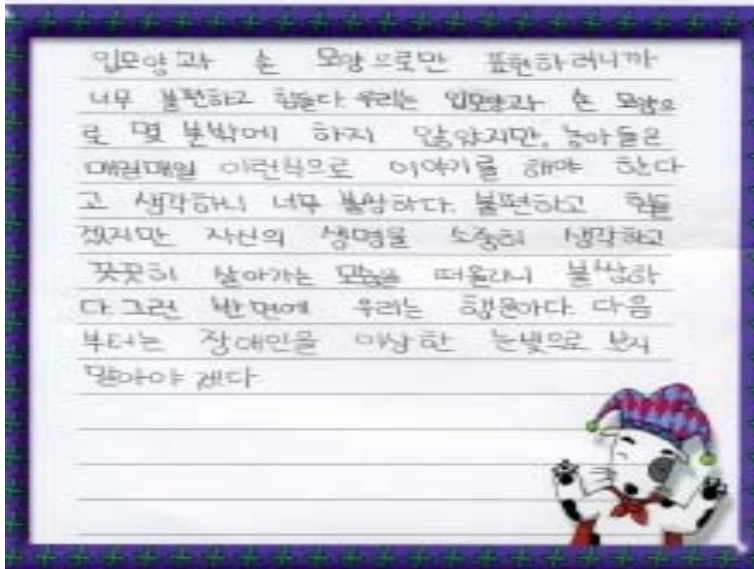 입모양과 손 모양으로만 표현하려니까
너무 불편하고 힘들다. 우리는 입모양과 손 모양으
로 몇 분밖에 하지 않았지만, 농아들은
매일매일 이런식으로 이야기를 해야 한다
고 생각하니 너무 불쌍하다. 불편하고 힘들
겠지만 자신의 생명을 소중히 생각하고
꿋꿋히 살아가는 모습을 떠올리니 불쌍하
다 그런 반면에 우리는 행운아다. 다음
부터는 장애인을 이상한 눈빛으로 보지
말아야 겠다